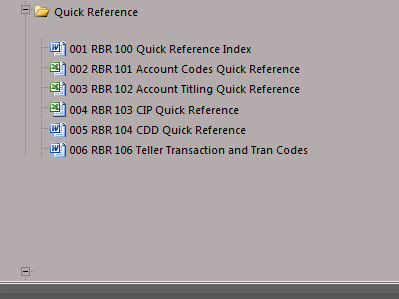 Quick Reference
001 RBR 100 Quick Reference Index
002 RBR 101 Account Codes Quick Reference
003 RBR 102 Account Titling Quick Reference
004 RBR 103 CIP Quick Reference
005 RBR 104 CDD Quick Reference
006 RBR 106 Teller Transaction and Tran Codes